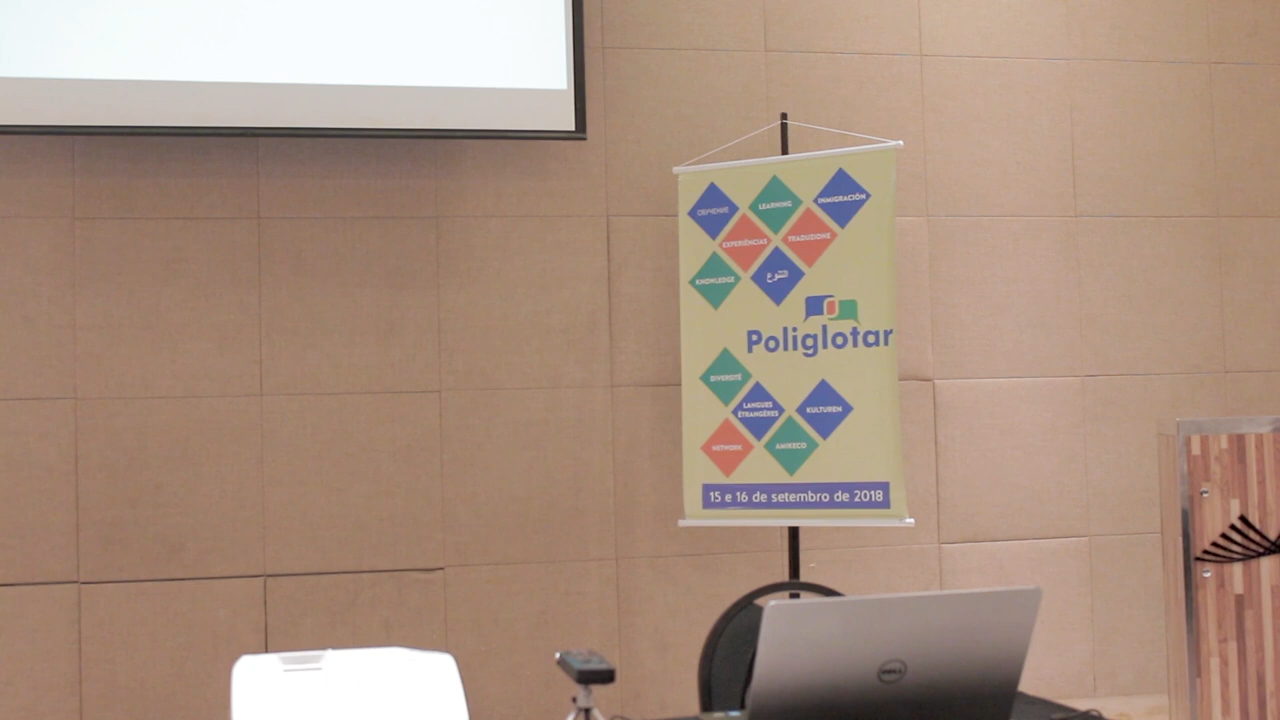 LEARNING
INMIGRACIÓN
EXPERIÊNCIAS
TRADUZIONE
KNOWLEDGE
التنوع
Poliglotar
DIVERSITÉ
LANGUES
ÉTRANGÈRES
KULTUREN
NETWORK
AMIKECO
15 e 16 de setembro de 2018
DELL